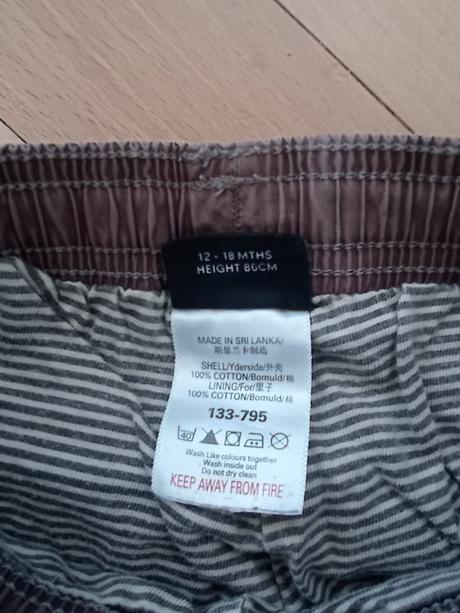 12 - 18 MTHS
HEIGHT 86CM
MADE IN SRI LANKA/
斯里兰卡制造
SHELL/Yderside/外壳
100% COTTON/Bomuld/棉
LINING/For/里子
100% COTTON/Bomuld/棉
133-795
40
Wash Like colours together
Wash inside out
Do not dry clean
KEEP AWAY FROM FIRE